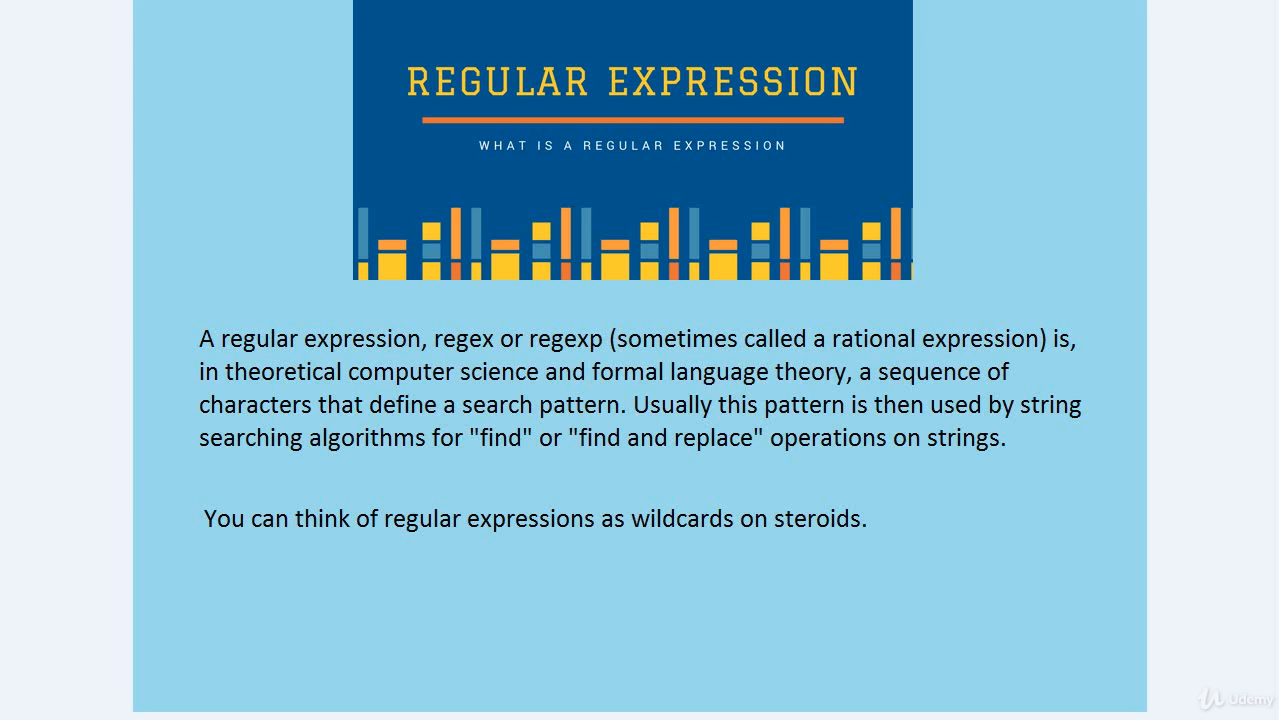 REGULAR EXPRESSION
WHAT IS A REGULAR EXPRESSION
A regular expression, regex or regexp (sometimes called a rational expression) is,
in theoretical computer science and formal language theory, a sequence of
characters that define a search pattern. Usually this pattern is then used by string
searching algorithms for "find" or "find and replace" operations on strings.
You can think of regular expressions as wildcards on steroids.
Udemy